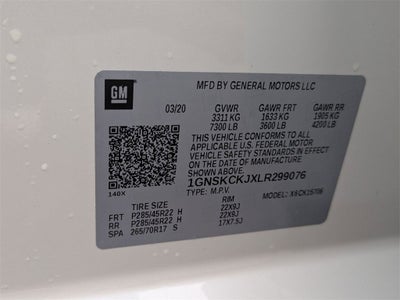 GM
MFD BY GENERAL MOTORS LLC
03/20 GVWR GAWR FRT GAWR RR
3311 KG 1633 KG 1905 KG
7300 LB 3600 LB 4200 LB
THIS VEHICLE CONFORMS TO ALL
APPLICABLE U.S. FEDERAL MOTOR
VEHICLE SAFETY STANDARDS
IN EFFECT ON THE DATE OF
MANUFACTURE SHOWN ABOVE.
1GNSKCKJXLR299076
140X
TYPE: M.P.V. MODEL: X6CK15706
TIRE SIZE RIM
FRT P285/45R22 H 22X9J
RR P285/45R22 H 22X9J
SPA 265/70R17 S 17X7.5J